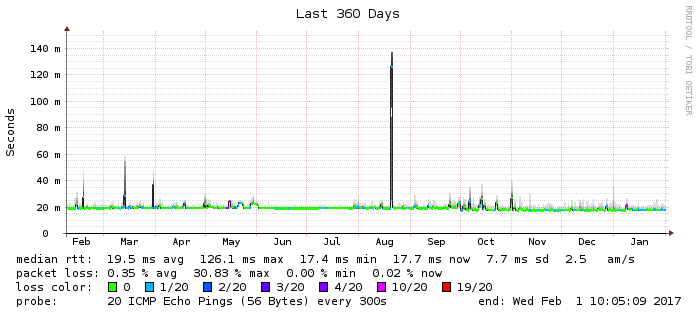 Last 360 Days
RRDTOOL / TOBI OETIKER
Seconds
140 m
120 m
100 m
80 m
60 m
40 m
20 m
0
Feb Mar Apr May Jun Jul Aug Sep Oct Nov Dec Jan
median rtt: 19.5 ms avg 126.1 ms max 17.4 ms min 17.7 ms now 7.7 ms sd 2.5 am/s
packet loss: 0.35 % avg 30.83 % max 0.00 % min 0.02 % now
loss color: 0 1/20 2/20 3/20 4/20 10/20 19/20
probe: 20 ICMP Echo Pings (56 Bytes) every 300s end: Wed Feb 1 10:05:09 2017